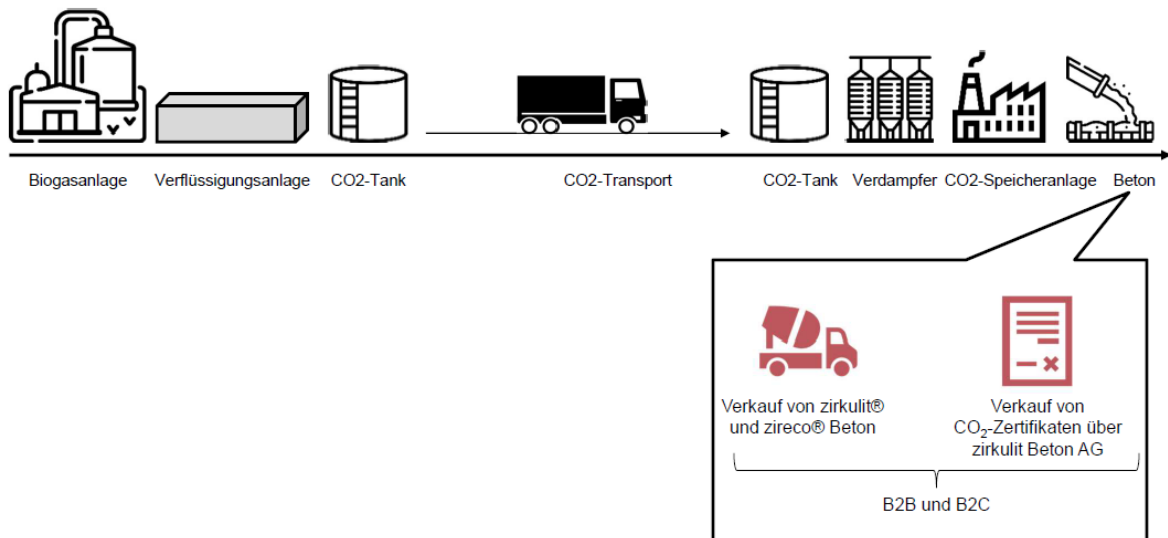 Biogasanlage
Verflüssigungsanlage
CO2-Tank
CO2-Transport
CO2-Tank
Verdampfer
CO2-Speicheranlage
Beton
Verkauf von zirkulit®
und zireco® Beton
Verkauf von
CO₂-Zertifikaten über
zirkulit Beton AG
B2B und B2C